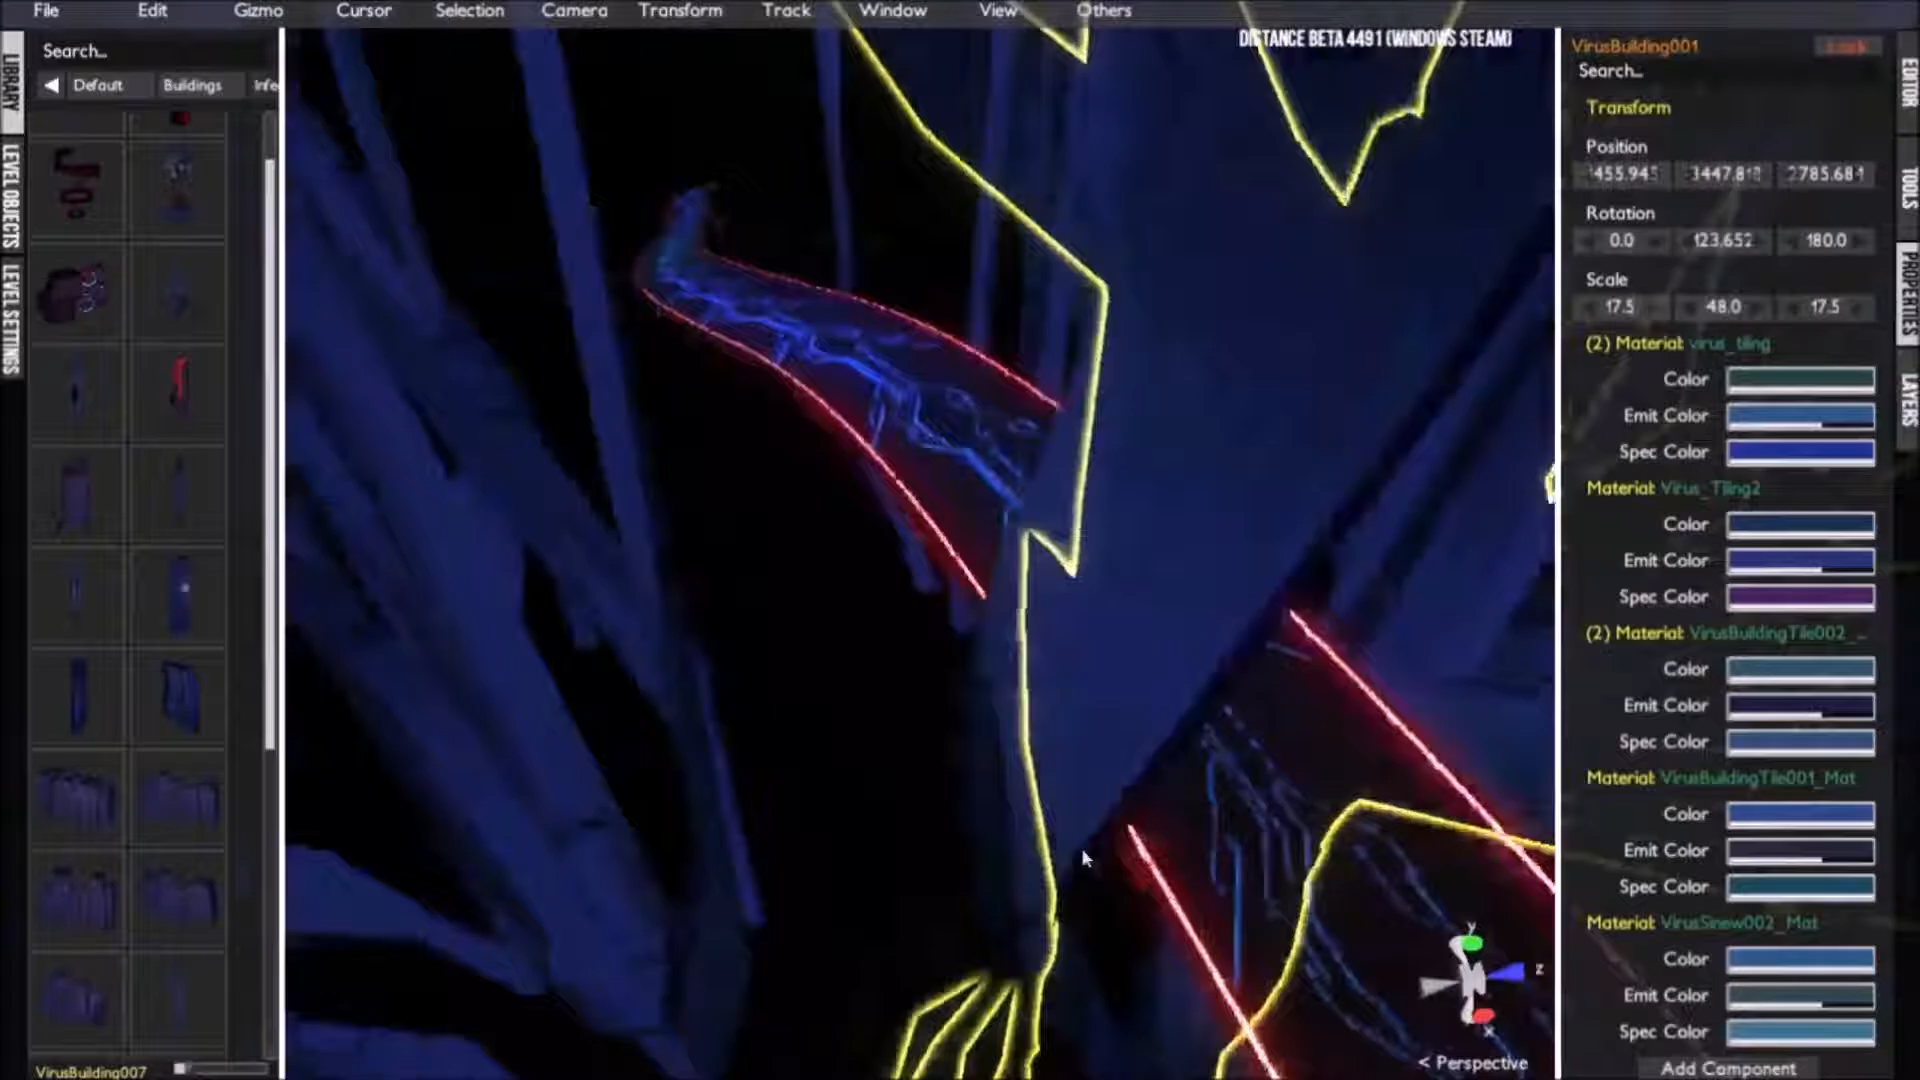 File Edit Gizmo Cursor Selection Camera Transform Track Window View Others
DISTANCE BETA 4491 (WINDOWS STEAM)
LIBRARY
LEVEL OBJECTS
LEVEL SETTINGS
Search...
Default Buildings Infe
VirusBuilding007
VirusBuilding001
Search...
Transform
Position
455.945 3447.818 2785.684
Rotation
0.0 123.652 180.0
Scale
17.5 48.0 17.5
(2) Material: virus_tiling
Color
Emit Color
Spec Color
Material: Virus_Tiling2
Color
Emit Color
Spec Color
(2) Material: VirusBuildingTile002_...
Color
Emit Color
Spec Color
Material: VirusBuildingTile001_Mat
Color
Emit Color
Spec Color
Material: VirusSinew002_Mat
Color
Emit Color
Spec Color
Add Component
EDITOR
TOOLS
PROPERTIES
LAYERS
y
z
x
< Perspective